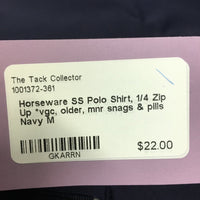 The Tack Collector
1001372-361
Horseware SS Polo Shirt, 1/4 Zip
Up *vgc, older, mnr snags & pills
Navy M
$22.00
GKARRN